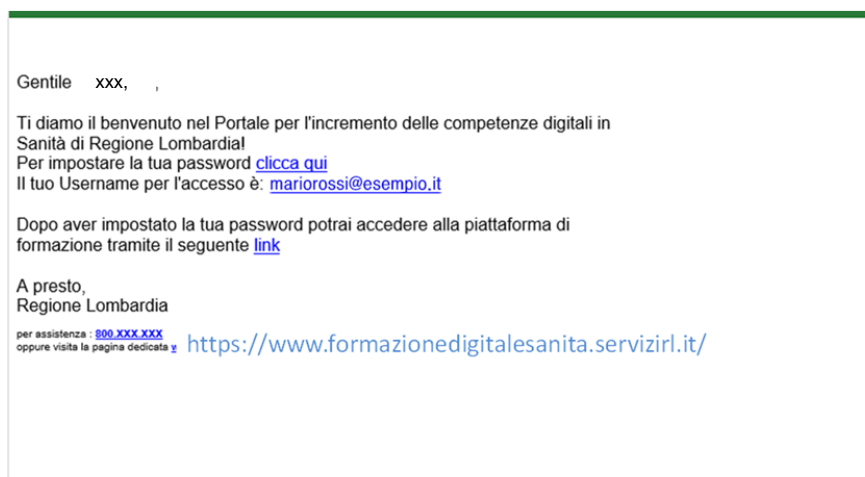 Gentile xxx, ,
Ti diamo il benvenuto nel Portale per l'incremento delle competenze digitali in
Sanità di Regione Lombardia!
Per impostare la tua password clicca qui
Il tuo Username per l'accesso è: mariorossi@esempio.it
Dopo aver impostato la tua password potrai accedere alla piattaforma di
formazione tramite il seguente link
A presto,
Regione Lombardia
per assistenza : 800.XXX.XXX
oppure visita la pagina dedicata https://www.formazionedigitalesanita.servizirl.it/